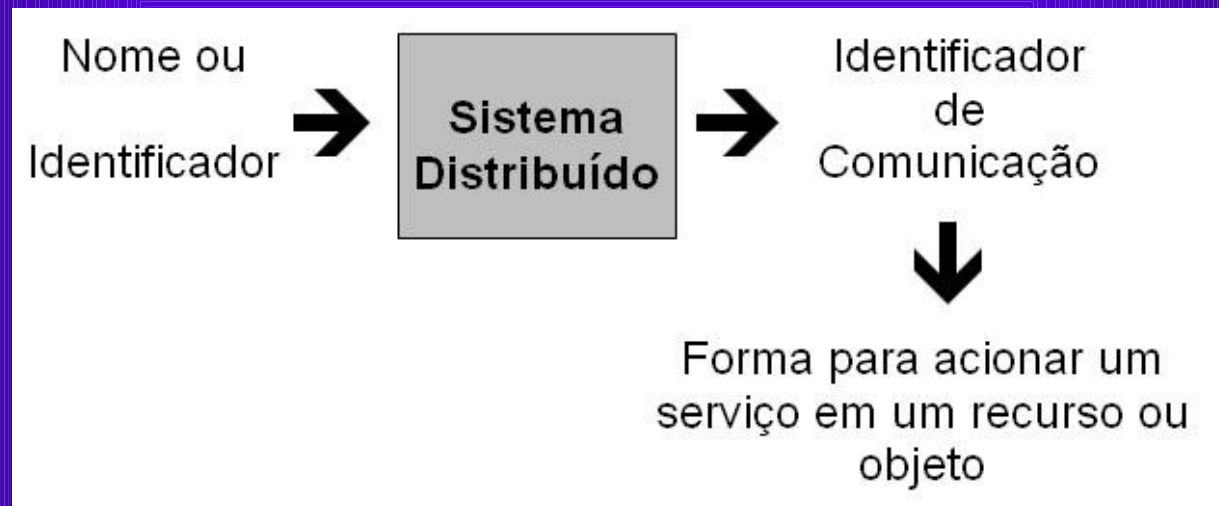 Nome ou
Identificador
Sistema
Distribuído
Identificador
de
Comunicação
Forma para acionar um
serviço em um recurso ou
objeto